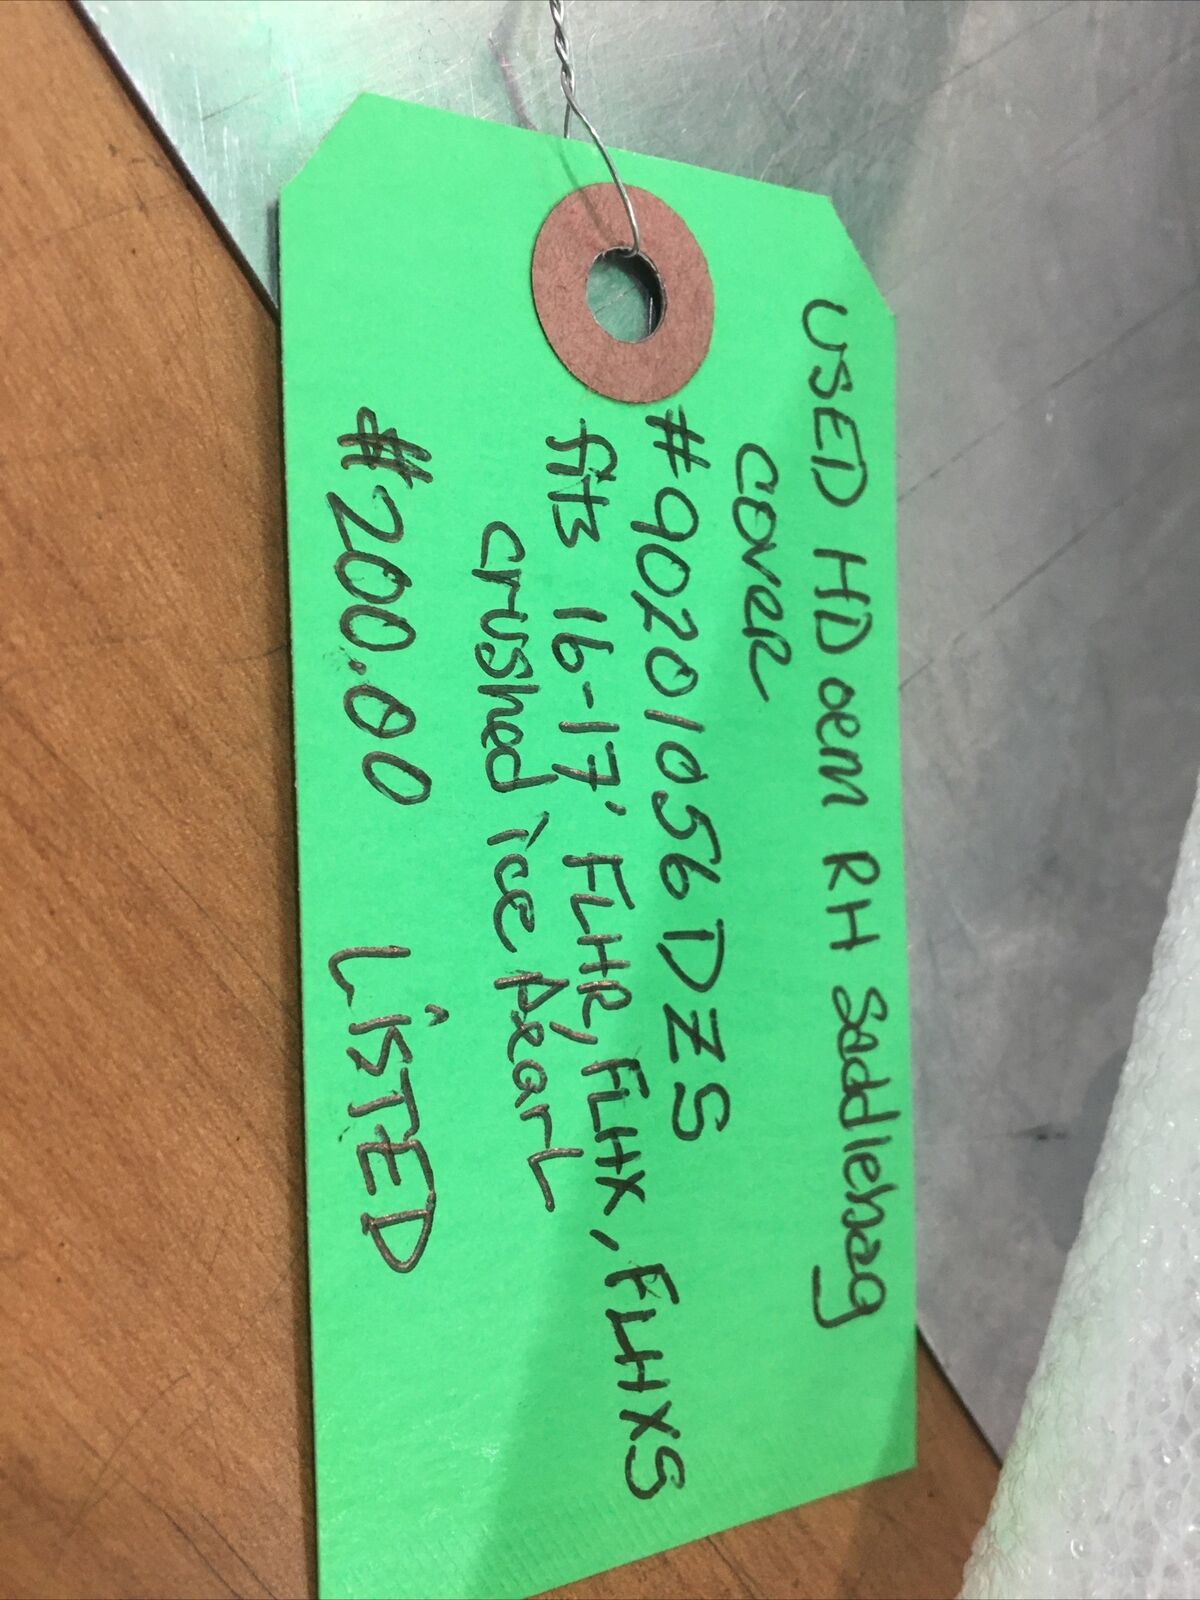 USED HD oem RH Saddlebag
cover
#90201056DZS
fits 16-17' FLHR, FLHX, FLHXS
crushed ice pearl
$200.00 LiSTED